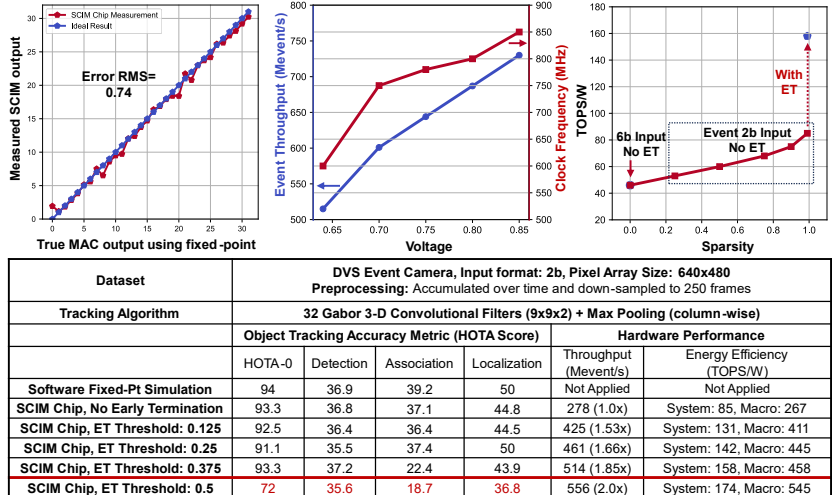 SCIM Chip Measurement
Ideal Result
Error RMS=
0.74
Measured SCIM output
30
20
10
0
0 5 10 15 20 25 30
True MAC output using fixed-point
Event Throughput (Mevent/s)
800
750
700
650
600
550
500
0.65 0.70 0.75 0.80 0.85
Voltage
900
850
800
750
700
650
600
550
500
Clock Frequency (MHz)
TOPS/W
180
160
140
120
100
80
60
40
20
With
ET
6b Input
No ET
Event 2b Input
No ET
0.0 0.2 0.4 0.6 0.8 1.0
Sparsity
Dataset DVS Event Camera, Input format: 2b, Pixel Array Size: 640x480
Preprocessing: Accumulated over time and down-sampled to 250 frames
Tracking Algorithm 32 Gabor 3-D Convolutional Filters (9x9x2) + Max Pooling (column-wise)
Object Tracking Accuracy Metric (HOTA Score) Hardware Performance
HOTA-0 Detection Association Localization Throughput (Mevent/s) Energy Efficiency (TOPS/W)
Software Fixed-Pt Simulation 94 36.9 39.2 50 Not Applied Not Applied
SCIM Chip, No Early Termination 93.3 36.8 37.1 44.8 278 (1.0x) System: 85, Macro: 267
SCIM Chip, ET Threshold: 0.125 92.5 36.4 36.4 44.5 425 (1.53x) System: 131, Macro: 411
SCIM Chip, ET Threshold: 0.25 91.1 35.5 37.4 50 461 (1.66x) System: 142, Macro: 445
SCIM Chip, ET Threshold: 0.375 93.3 37.2 22.4 43.9 514 (1.85x) System: 158, Macro: 458
SCIM Chip, ET Threshold: 0.5 72 35.6 18.7 36.8 556 (2.0x) System: 174, Macro: 545